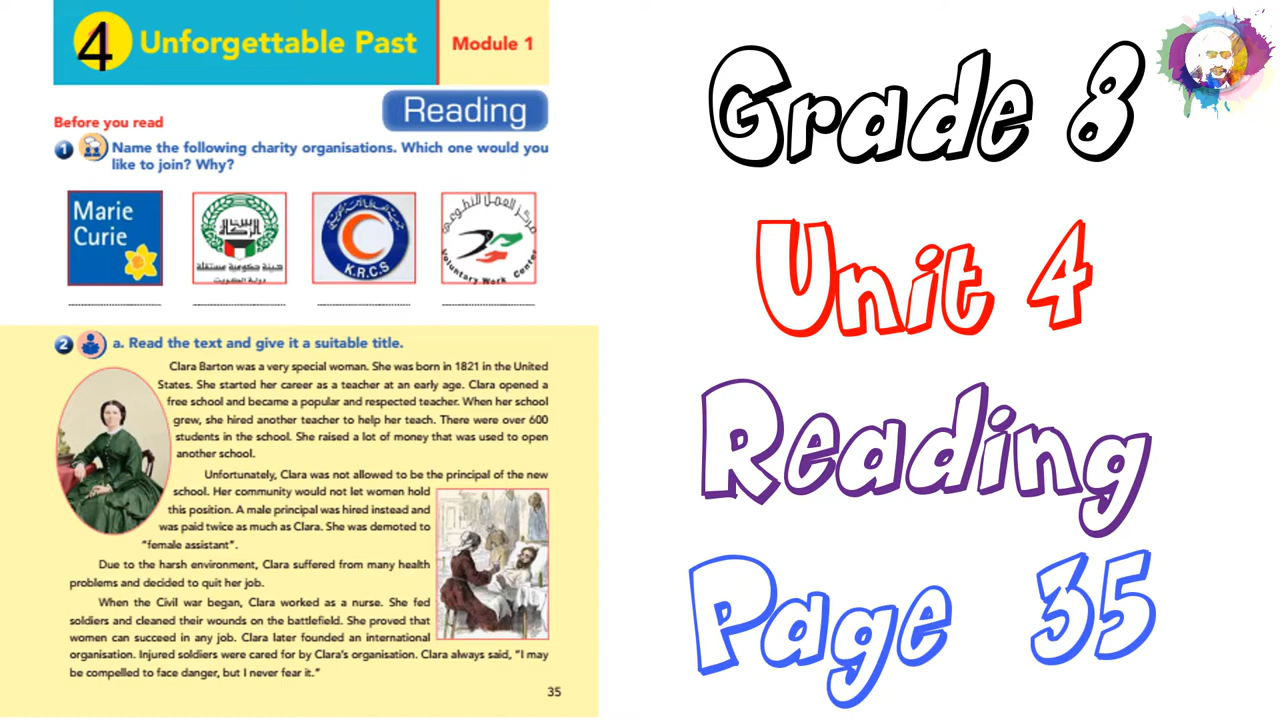 4 Unforgettable Past
Module 1
Reading
Before you read
1 Name the following charity organisations. Which one would you
like to join? Why?
Marie
Curie
بيت الزكاة
هيئة حكومية مستقلة
دولة الكويت
K.R.C.S
مركز العمل التطوعي
Voluntary Work Center
2 a. Read the text and give it a suitable title.
Clara Barton was a very special woman. She was born in 1821 in the United
States. She started her career as a teacher at an early age. Clara opened a
free school and became a popular and respected teacher. When her school
grew, she hired another teacher to help her teach. There were over 600
students in the school. She raised a lot of money that was used to open
another school.
Unfortunately, Clara was not allowed to be the principal of the new
school. Her community would not let women hold
this position. A male principal was hired instead and
was paid twice as much as Clara. She was demoted to
“female assistant”.
Due to the harsh environment, Clara suffered from many health
problems and decided to quit her job.
When the Civil war began, Clara worked as a nurse. She fed
soldiers and cleaned their wounds on the battlefield. She proved that
women can succeed in any job. Clara later founded an international
organisation. Injured soldiers were cared for by Clara’s organisation. Clara always said, “I may
be compelled to face danger, but I never fear it.”
35
Grade 8
Unit 4
Reading
Page 35